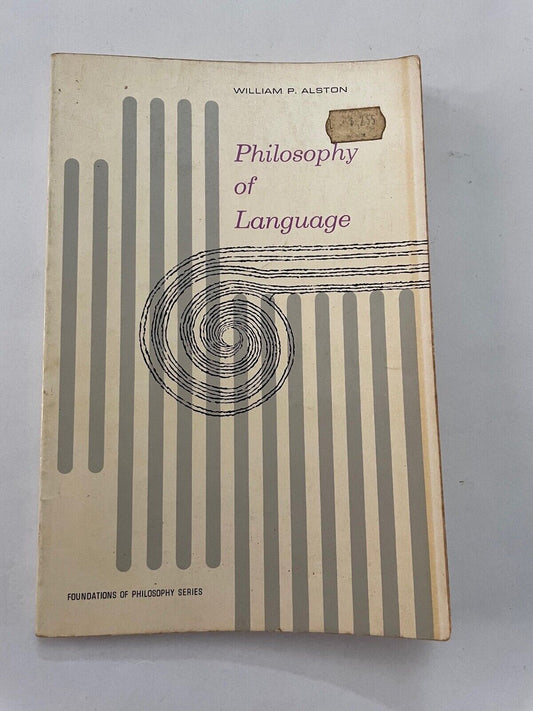 WILLIAM P. ALSTON
Philosophy
of
Language
FOUNDATIONS OF PHILOSOPHY SERIES